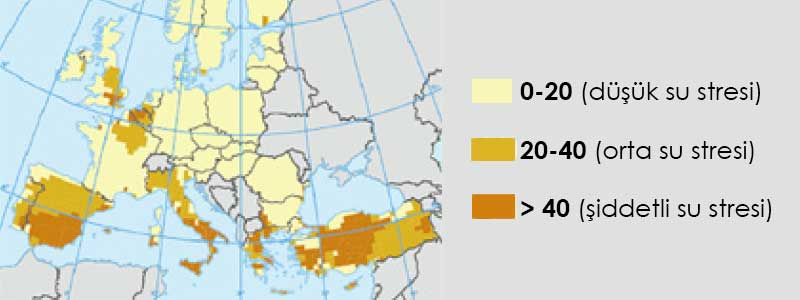 0-20 (düşük su stresi)
20-40 (orta su stresi)
> 40 (şiddetli su stresi)